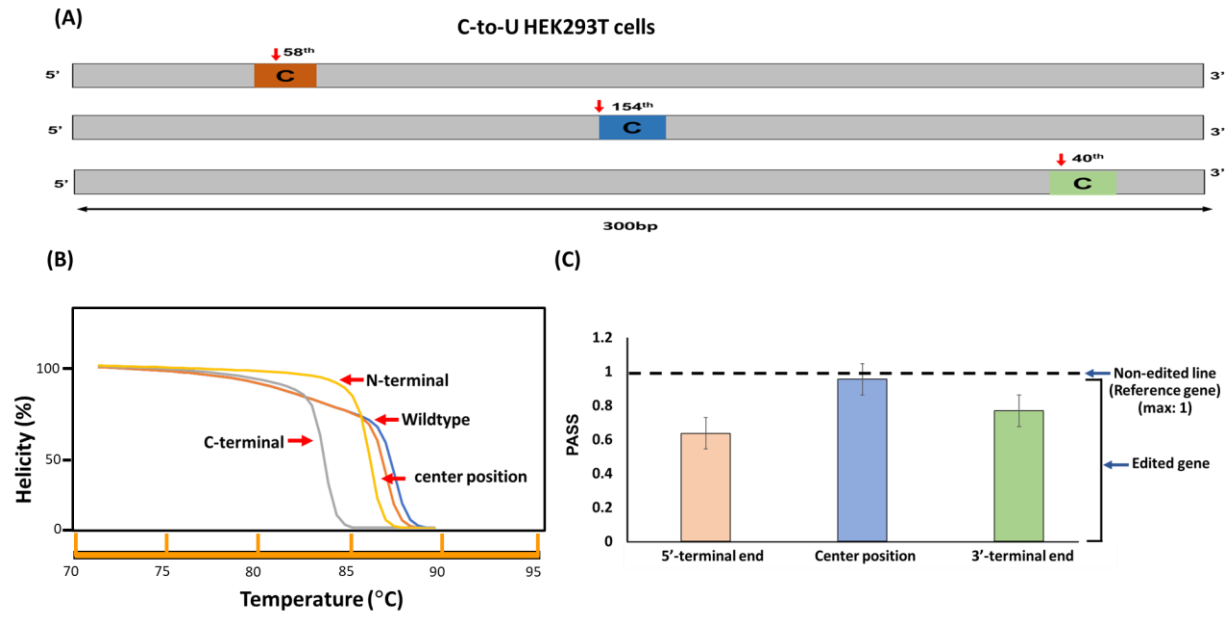 (A)
C-to-U HEK293T cells
58th
5’ C 3’
154th
5’ C 3’
40th
5’ C 3’
300bp
(B)
Helicity (%)
100
50
0
N-terminal
Wildtype
C-terminal
center position
70 75 80 85 90 95
Temperature (°C)
(C)
PASS
1.2
1
0.8
0.6
0.4
0.2
0
Non-edited line
(Reference gene)
(max: 1)
Edited gene
5’-terminal end Center position 3’-terminal end